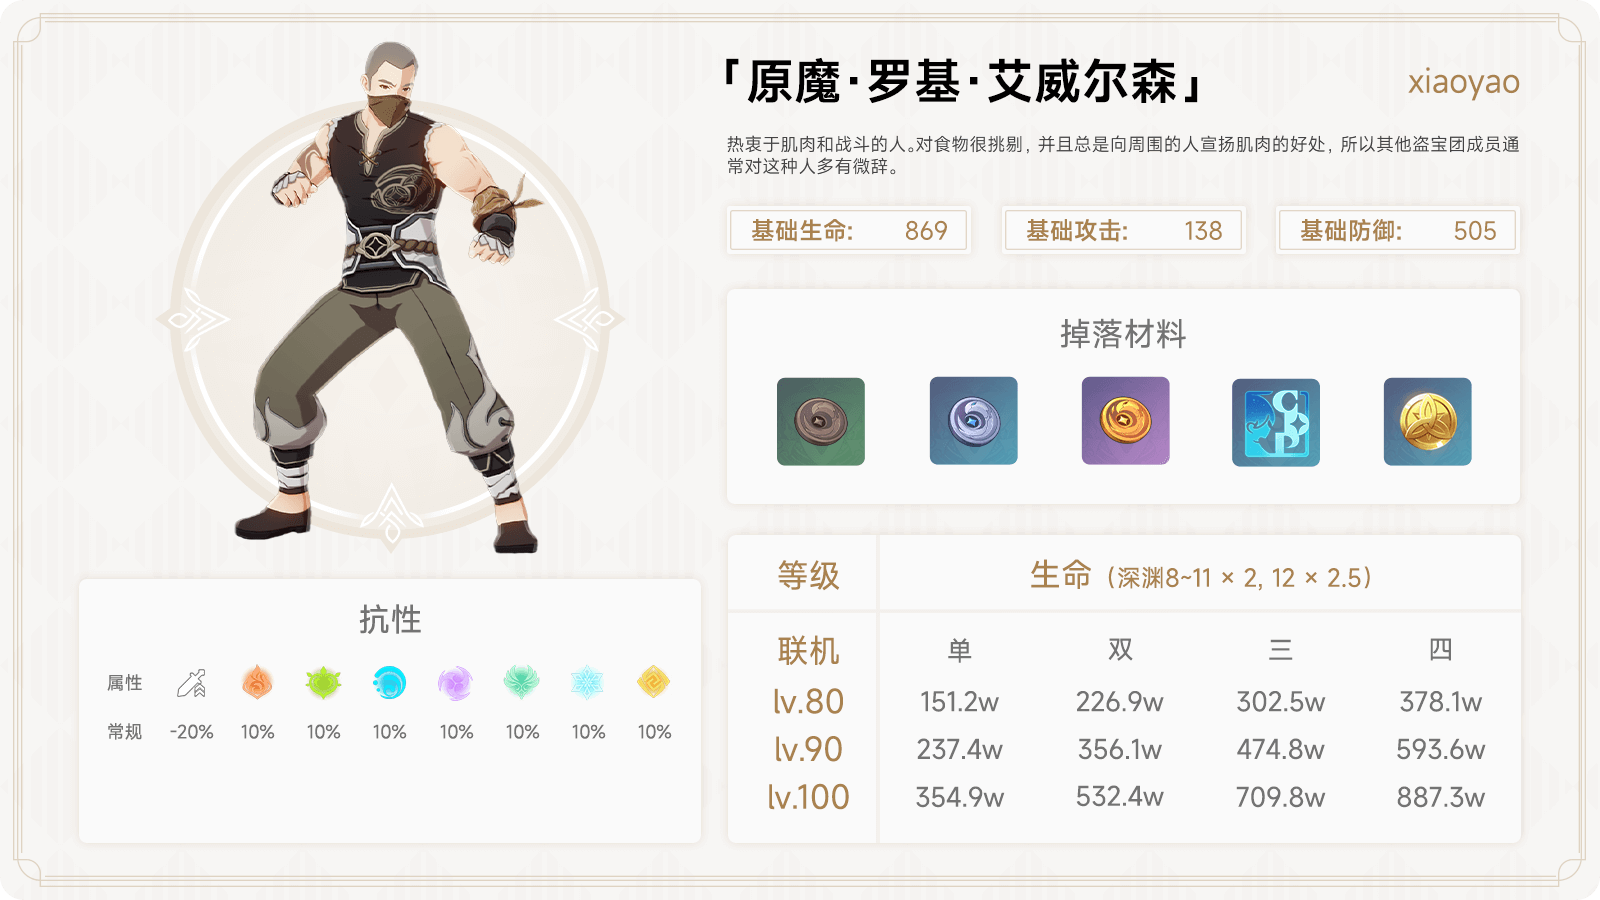 「原魔·罗基·艾威尔森」
xiaoyao
热衷于肌肉和战斗的人。对食物很挑剔，并且总是向周围的人宣扬肌肉的好处，所以其他盗宝团成员通
常对这种人多有微辞。
基础生命: 869
基础攻击: 138
基础防御: 505
掉落材料
抗性
属性
常规 -20% 10% 10% 10% 10% 10% 10% 10%
等级 生命（深渊8~11 × 2, 12 × 2.5）
联机 单 双 三 四
lv.80 151.2w 226.9w 302.5w 378.1w
lv.90 237.4w 356.1w 474.8w 593.6w
lv.100 354.9w 532.4w 709.8w 887.3w